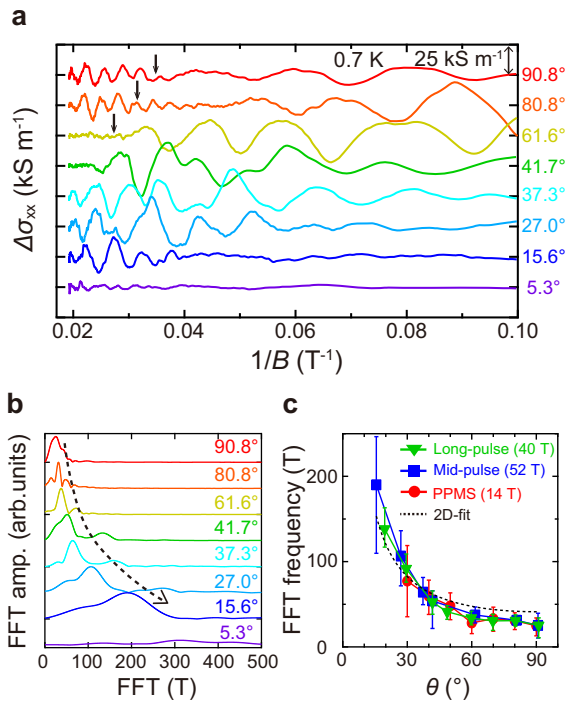 a
0.7 K
25 kS m⁻¹
90.8°
80.8°
61.6°
41.7°
37.3°
27.0°
15.6°
5.3°
Δσxx (kS m⁻¹)
0.02
0.04
0.06
0.08
0.10
1/B (T⁻¹)
b
90.8°
80.8°
61.6°
41.7°
37.3°
27.0°
15.6°
5.3°
FFT amp. (arb.units)
0
100
200
300
400
500
FFT (T)
c
Long-pulse (40 T)
Mid-pulse (52 T)
PPMS (14 T)
2D-fit
200
100
0
FFT frequency (T)
0
30
60
90
θ (°)